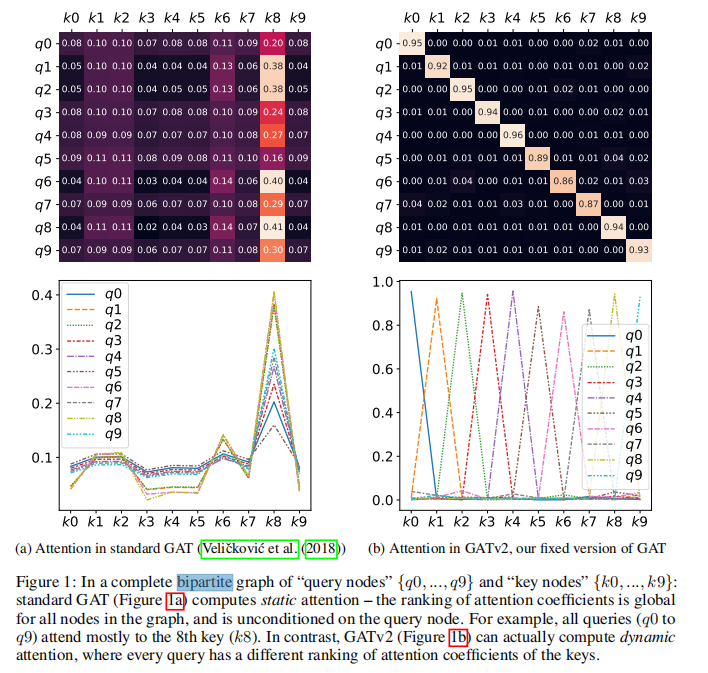 k0 k1 k2 k3 k4 k5 k6 k7 k8 k9
q0 0.08 0.10 0.10 0.07 0.08 0.08 0.11 0.09 0.20 0.08
q1 0.05 0.10 0.10 0.04 0.05 0.05 0.13 0.06 0.38 0.04
q2 0.05 0.10 0.10 0.04 0.05 0.05 0.13 0.06 0.38 0.05
q3 0.08 0.09 0.10 0.07 0.08 0.07 0.10 0.08 0.24 0.08
q4 0.08 0.09 0.09 0.07 0.07 0.07 0.10 0.08 0.27 0.07
q5 0.09 0.11 0.11 0.08 0.09 0.08 0.11 0.10 0.16 0.09
q6 0.04 0.10 0.11 0.03 0.04 0.04 0.14 0.06 0.40 0.04
q7 0.07 0.09 0.09 0.06 0.07 0.07 0.10 0.08 0.29 0.07
q8 0.04 0.11 0.11 0.02 0.04 0.03 0.14 0.07 0.41 0.04
q9 0.07 0.09 0.09 0.06 0.07 0.07 0.11 0.08 0.30 0.07
k0 k1 k2 k3 k4 k5 k6 k7 k8 k9
q0 0.95 0.00 0.00 0.01 0.01 0.00 0.00 0.02 0.01 0.00
q1 0.01 0.92 0.01 0.01 0.01 0.01 0.01 0.01 0.00 0.01
q2 0.00 0.00 0.95 0.00 0.00 0.01 0.02 0.00 0.00 0.00
q3 0.01 0.01 0.00 0.94 0.01 0.00 0.00 0.01 0.01 0.01
q4 0.00 0.00 0.01 0.00 0.96 0.00 0.01 0.01 0.00 0.00
q5 0.00 0.01 0.01 0.01 0.01 0.89 0.01 0.00 0.04 0.02
q6 0.01 0.00 0.04 0.00 0.01 0.02 0.86 0.01 0.02 0.03
q7 0.04 0.02 0.01 0.00 0.03 0.01 0.01 0.87 0.00 0.01
q8 0.01 0.00 0.00 0.01 0.00 0.01 0.01 0.00 0.94 0.01
q9 0.01 0.02 0.01 0.01 0.00 0.01 0.01 0.00 0.00 0.93
0.4
0.3
0.2
0.1
q0
q1
q2
q3
q4
q5
q6
q7
q8
q9
k0 k1 k2 k3 k4 k5 k6 k7 k8 k9
1.0
0.8
0.6
0.4
0.2
0.0
q0
q1
q2
q3
q4
q5
q6
q7
q8
q9
k0 k1 k2 k3 k4 k5 k6 k7 k8 k9
(a) Attention in standard GAT (Veličković et al. (2018))
(b) Attention in GATv2, our fixed version of GAT
Figure 1: In a complete bipartite graph of “query nodes” {q0, ..., q9} and “key nodes” {k0, ..., k9}:
standard GAT (Figure 1a) computes static attention – the ranking of attention coefficients is global
for all nodes in the graph, and is unconditioned on the query node. For example, all queries (q0 to
q9) attend mostly to the 8th key (k8). In contrast, GATv2 (Figure 1b) can actually compute dynamic
attention, where every query has a different ranking of attention coefficients of the keys.